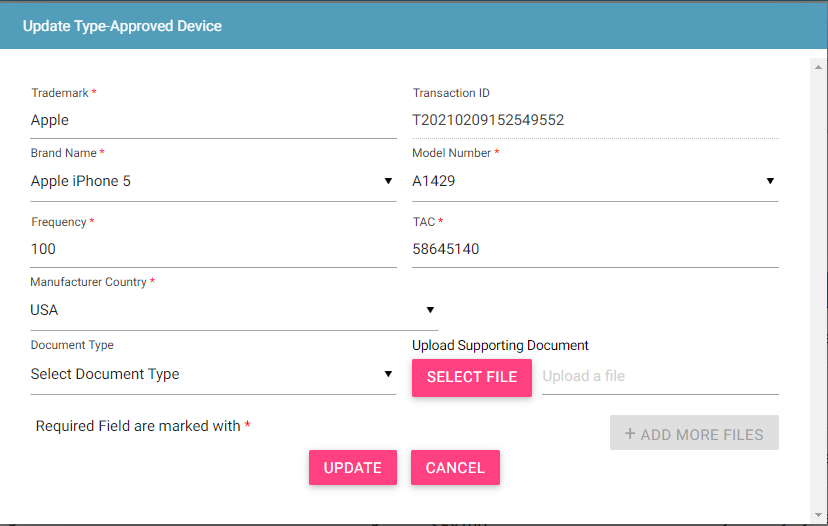 Update Type-Approved Device
Trademark *
Transaction ID
Apple
T20210209152549552
Brand Name *
Model Number *
Apple iPhone 5
A1429
Frequency *
TAC *
100
58645140
Manufacturer Country *
USA
Document Type
Upload Supporting Document
Select Document Type
SELECT FILE
Upload a file
Required Field are marked with *
+ ADD MORE FILES
UPDATE
CANCEL